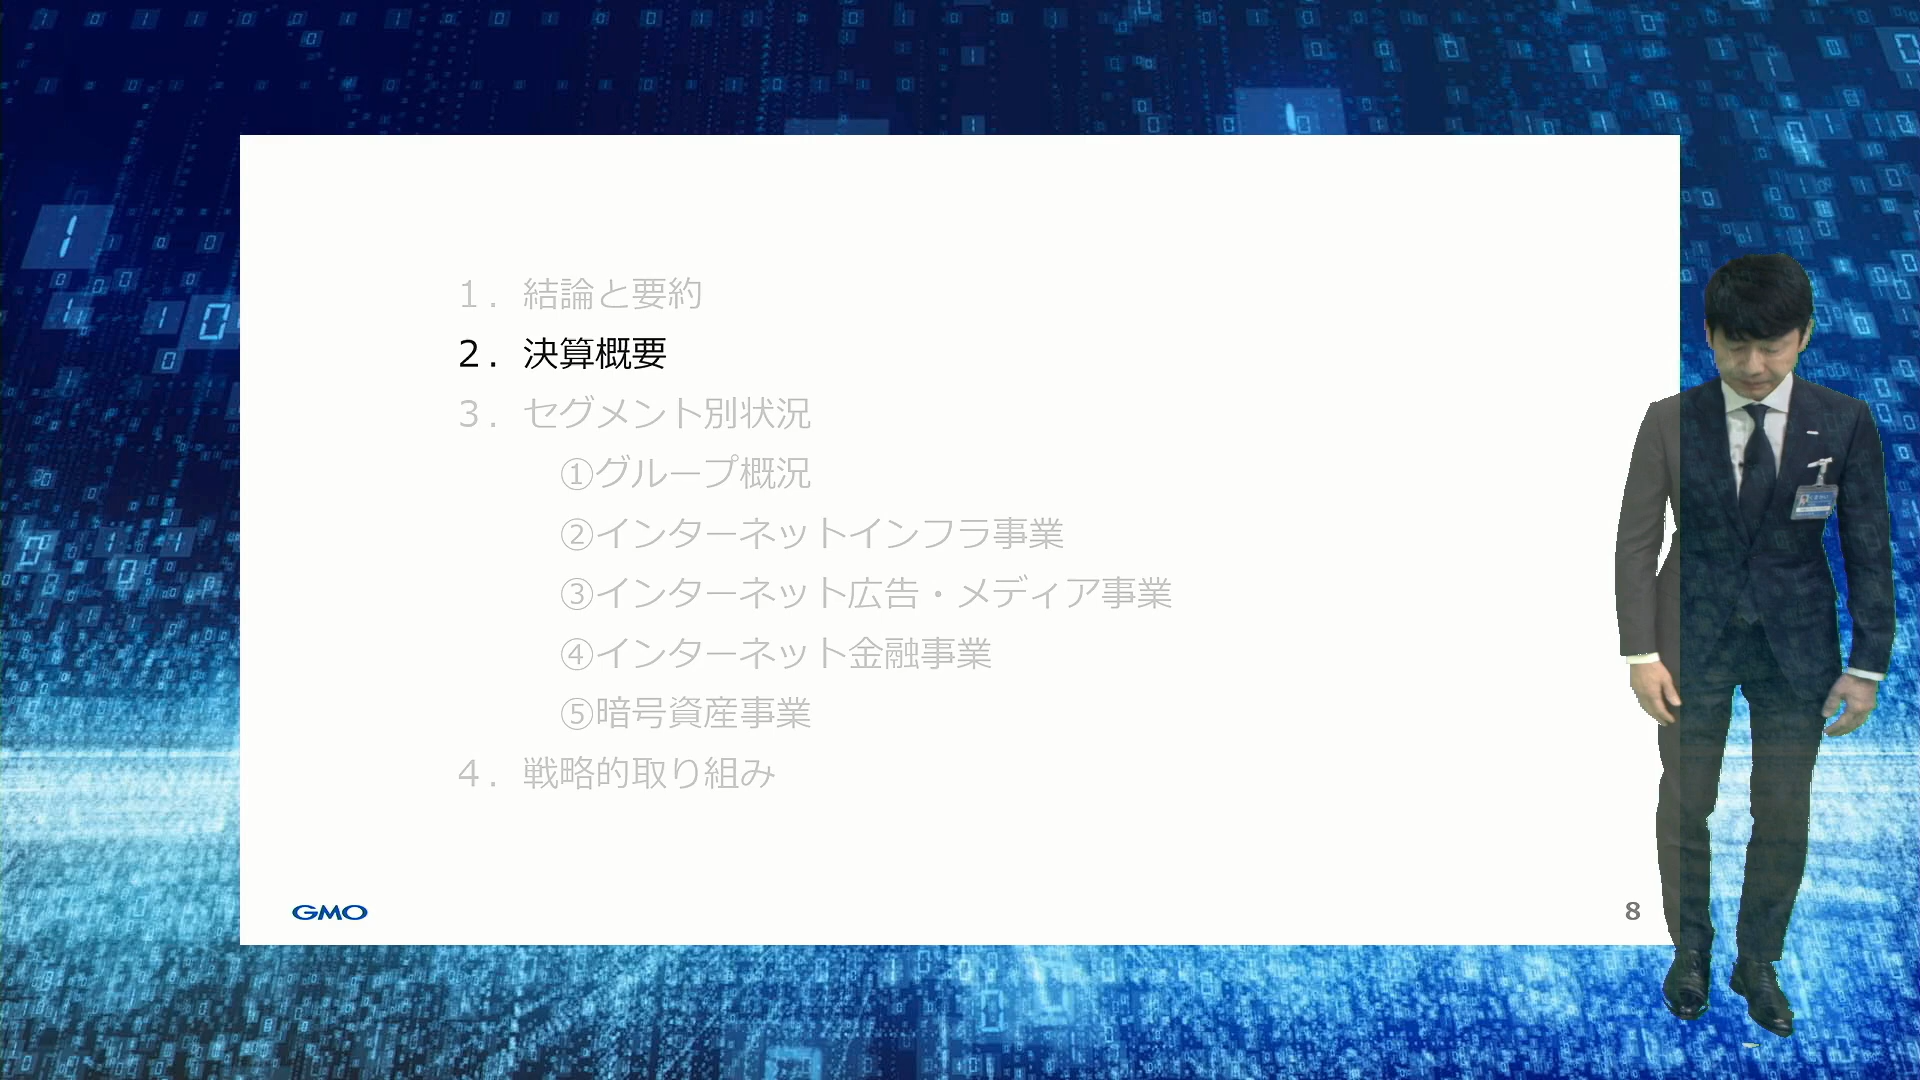 1．結論と要約
2．決算概要
3．セグメント別状況
①グループ概況
②インターネットインフラ事業
③インターネット広告・メディア事業
④インターネット金融事業
⑤暗号資産事業
4．戦略的取り組み
GMO
8